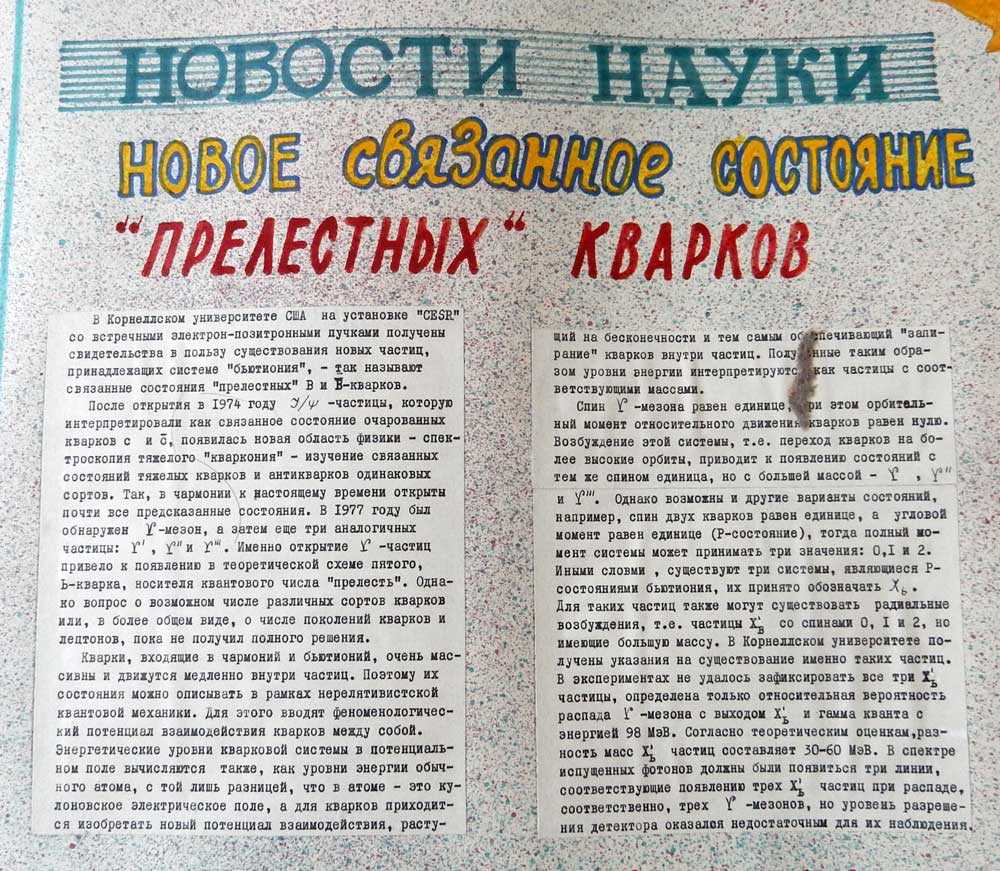 НОВОСТИ НАУКИ
НОВОЕ связанное СОСТОЯНИЕ
"ПРЕЛЕСТНЫХ" КВАРКОВ
В Корнеллском университете США на установке "CESR"
со встречными электрон-позитронными пучками получены
свидетельства в пользу существования новых частиц,
принадлежащих системе "бьютиония", - так называют
связанные состояния "прелестных" B и B̄-кварков.
После открытия в 1974 году J/ψ -частицы, которую
интерпретировали как связанное состояние очарованных
кварков с и c̄, появилась новая область физики - спек-
троскопия тяжелого "кваркония" - изучение связанных
состояний тяжелых кварков и антикварков одинаковых
сортов. Так, в чармонии к настоящему времени открыты
почти все предсказанные состояния. В I977 году был
обнаружен ϒ-мезон, а затем еще три аналогичных
частицы: ϒ', ϒ" и ϒ'''. Именно открытие ϒ -частиц
привело к появлению в теоретической схеме пятого,
Ь-кварка, носителя квантового числа "прелесть". Одна-
ко вопрос о возможном числе различных сортов кварков
или, в более общем виде, о числе поколений кварков и
лептонов, пока не получил полного решения.
Кварки, входящие в чармоний и бьютионий, очень мас-
сивны и движутся медленно внутри частиц. Поэтому их
состояния можно описывать в рамках нерелятивистской
квантовой механики. Для этого вводят феноменологичес-
кий потенциал взаимодействия кварков между собой.
Энергетические уровни кварковой системы в потенциаль-
ном поле вычисляются также, как уровни энергии обыч-
ного атома, с той лишь разницей, что в атоме - это ку-
лоновское электрическое поле, а для кварков приходит-
ся изобретать новый потенциал взаимодействия, расту-
щий на бесконечности и тем самым об печивающий "запи-
рание" кварков внутри частиц. Полу нные таким обра-
зом уровни энергии интерпретируютс как частицы с соот-
ветствующими массами.
Спин ϒ -мезона равен единице, ри этом орбиталь-
ный момент относительного движения кварков равен нулю.
Возбуждение этой системы, т.е. переход кварков на бо-
лее высокие орбиты, приводит к появлению состояний с
тем же спином единица, но с большей массой - ϒ', ϒ"
и ϒ'''. Однако возможны и другие варианты состояний,
например, спин двух кварков равен единице, а угловой
момент равен единице (Р-состояние), тогда полный мо-
мент системы может принимать три значения: 0,I и 2.
Иными словми , существуют три системы, являющиеся Р-
состояниями бьютиония, их принято обозначать X_b.
Для таких частиц также могут существовать радиальные
возбуждения, т.е. частицы X'_b со спинами 0, I и 2, но
имеющие большую массу. В Корнеллском университете по-
лучены указания на существование именно таких частиц.
В экспериментах не удалось зафиксировать все три X'_b
частицы, определена только относительная вероятность
распада ϒ -мезона с выходом X'_b и гамма кванта с
энергией 98 МэВ. Согласно теоретическим оценкам,раз-
ность масс X'_b частиц составляет 30-60 МэВ. В спектре
испущенных фотонов должны были появиться три линии,
соответствующие появлению трех X'_b частиц при распаде,
соответственно, трех ϒ -мезонов, но уровень разреше-
ния детектора оказался недостаточным для их наблюдения.